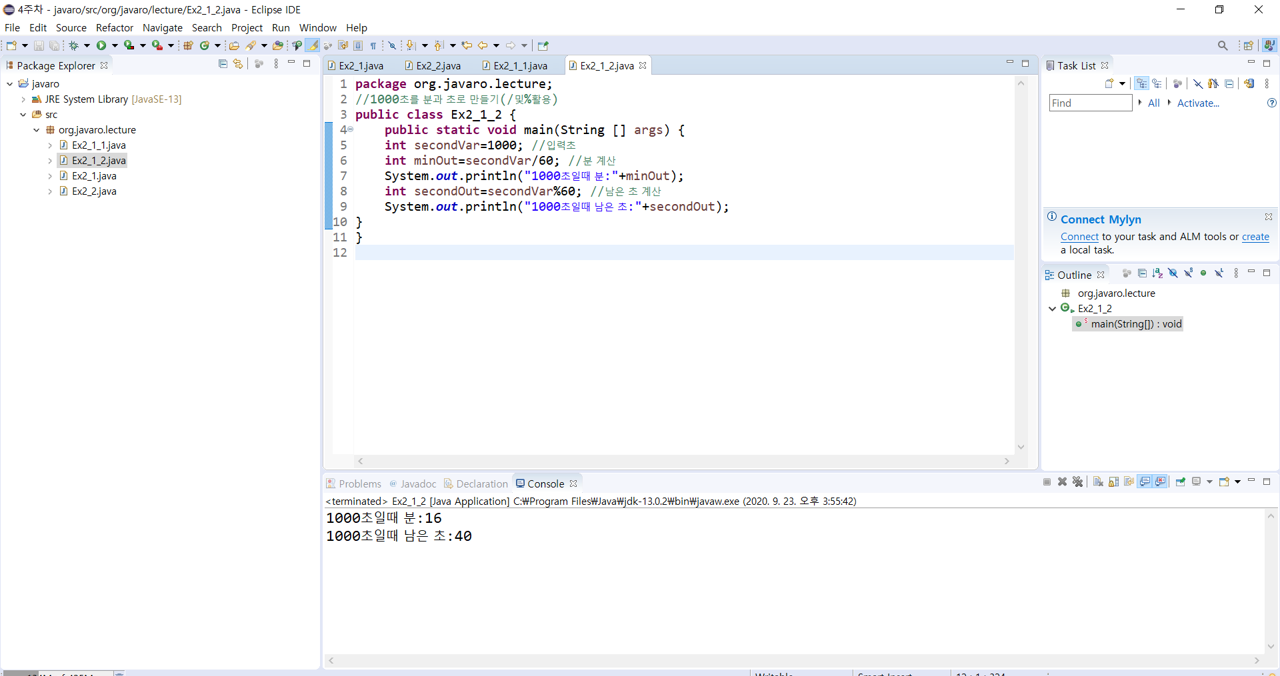 4주차 - javaro/src/org/javaro/lecture/Ex2_1_2.java - Eclipse IDE
File Edit Source Refactor Navigate Search Project Run Window Help
Package Explorer
javaro
JRE System Library [JavaSE-13]
src
org.javaro.lecture
Ex2_1_1.java
Ex2_1_2.java
Ex2_1.java
Ex2_2.java
Ex2_1.java Ex2_2.java Ex2_1_1.java Ex2_1_2.java
1 package org.javaro.lecture;
2 //1000초를 분과 초로 만들기(/및%활용)
3 public class Ex2_1_2 {
4 public static void main(String [] args) {
5 int secondVar=1000; //입력초
6 int minOut=secondVar/60; //분 계산
7 System.out.println("1000초일때 분:"+minOut);
8 int secondOut=secondVar%60; //남은 초 계산
9 System.out.println("1000초일때 남은 초:"+secondOut);
10 }
11 }
12
Task List
Find All Activate...
Connect Mylyn
Connect to your task and ALM tools or create
a local task.
Outline
org.javaro.lecture
Ex2_1_2
main(String[]) : void
Problems Javadoc Declaration Console
<terminated> Ex2_1_2 [Java Application] C:₩Program Files₩Java₩jdk-13.0.2₩bin₩javaw.exe (2020. 9. 23. 오후 3:55:42)
1000초일때 분:16
1000초일때 남은 초:40